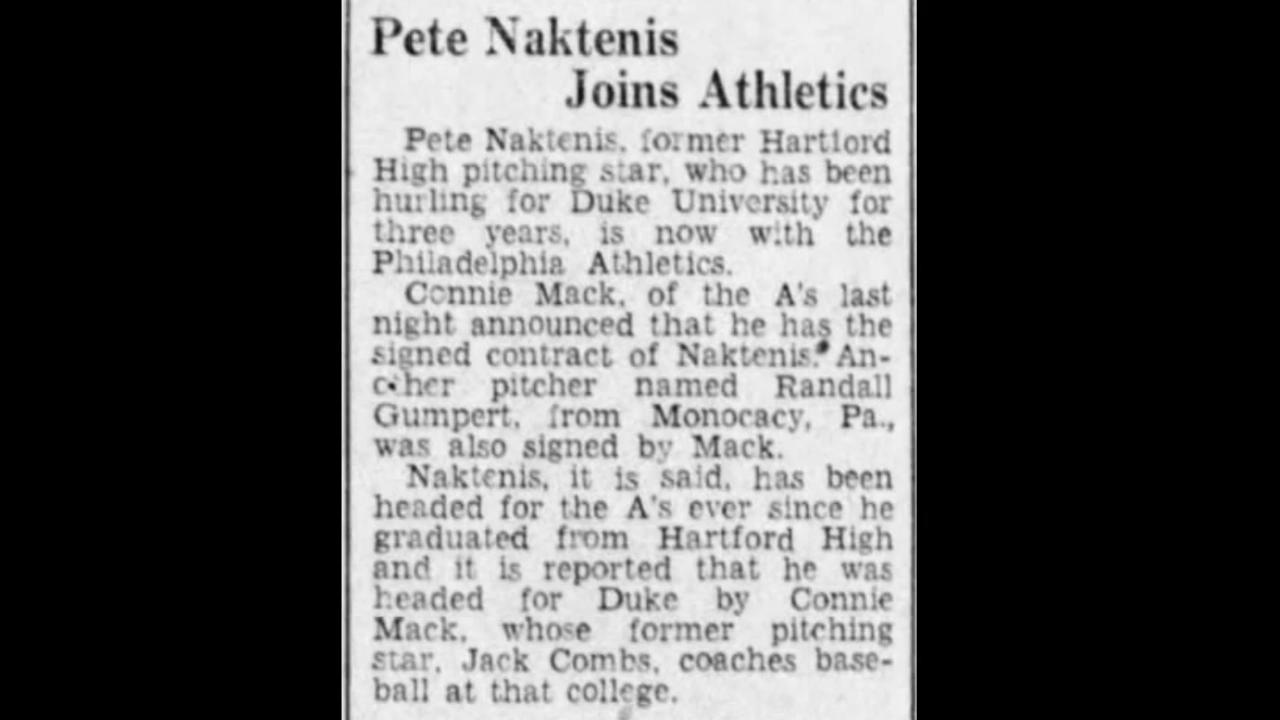 Pete Naktenis
Joins Athletics
Pete Naktenis, former Hartford
High pitching star, who has been
hurling for Duke University for
three years, is now with the
Philadelphia Athletics.
Connie Mack, of the A's last
night announced that he has the
signed contract of Naktenis. An-
other pitcher named Randall
Gumpert, from Monocacy, Pa.,
was also signed by Mack.
Naktenis, it is said, has been
headed for the A's ever since he
graduated from Hartford High
and it is reported that he was
headed for Duke by Connie
Mack, whose former pitching
star, Jack Combs, coaches base-
ball at that college.